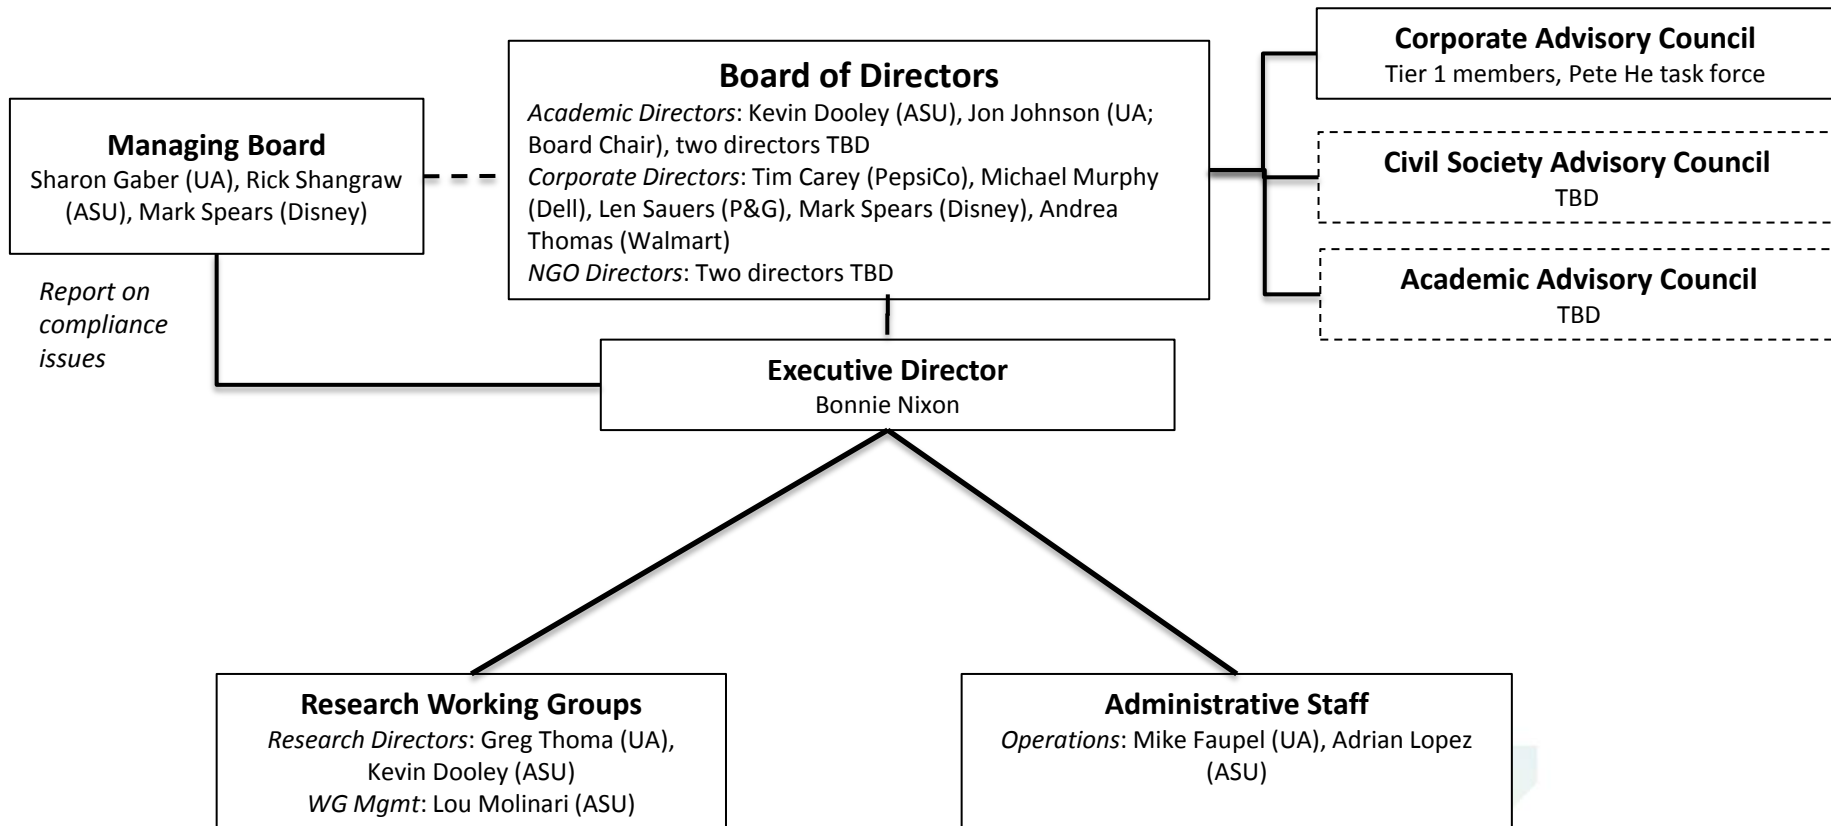 Corporate Advisory Council
Tier 1 members, Pete He task force
Board of Directors
Academic Directors: Kevin Dooley (ASU), Jon Johnson (UA;
Board Chair), two directors TBD
Corporate Directors: Tim Carey (PepsiCo), Michael Murphy
(Dell), Len Sauers (P&G), Mark Spears (Disney), Andrea
Thomas (Walmart)
NGO Directors: Two directors TBD
Managing Board
Sharon Gaber (UA), Rick Shangraw
(ASU), Mark Spears (Disney)
Civil Society Advisory Council
TBD
Academic Advisory Council
TBD
Report on
compliance
issues
Executive Director
Bonnie Nixon
Research Working Groups
Research Directors: Greg Thoma (UA),
Kevin Dooley (ASU)
WG Mgmt: Lou Molinari (ASU)
Administrative Staff
Operations: Mike Faupel (UA), Adrian Lopez
(ASU)